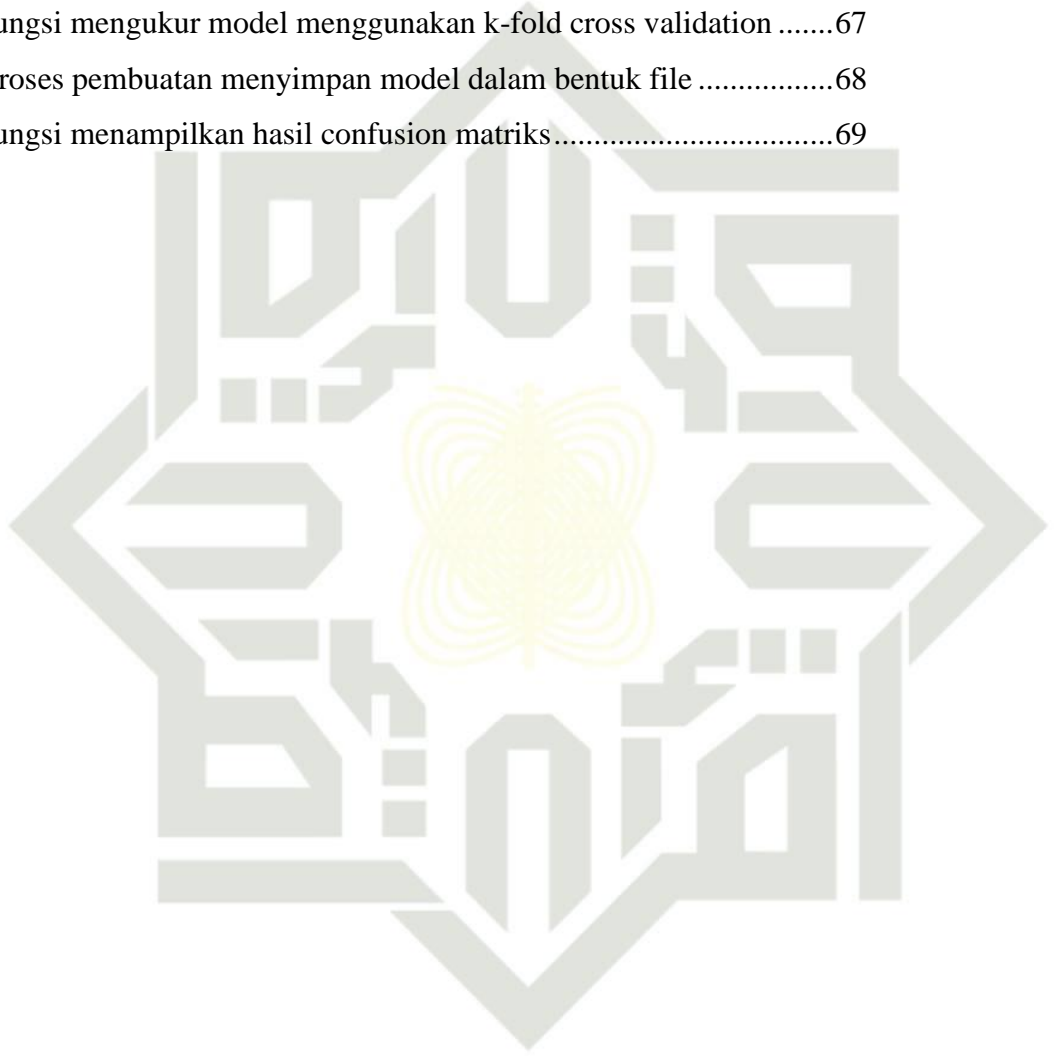 ungsi mengukur model menggunakan k-fold cross validation .......67
roses pembuatan menyimpan model dalam bentuk file .................68
ungsi menampilkan hasil confusion matriks...................................69